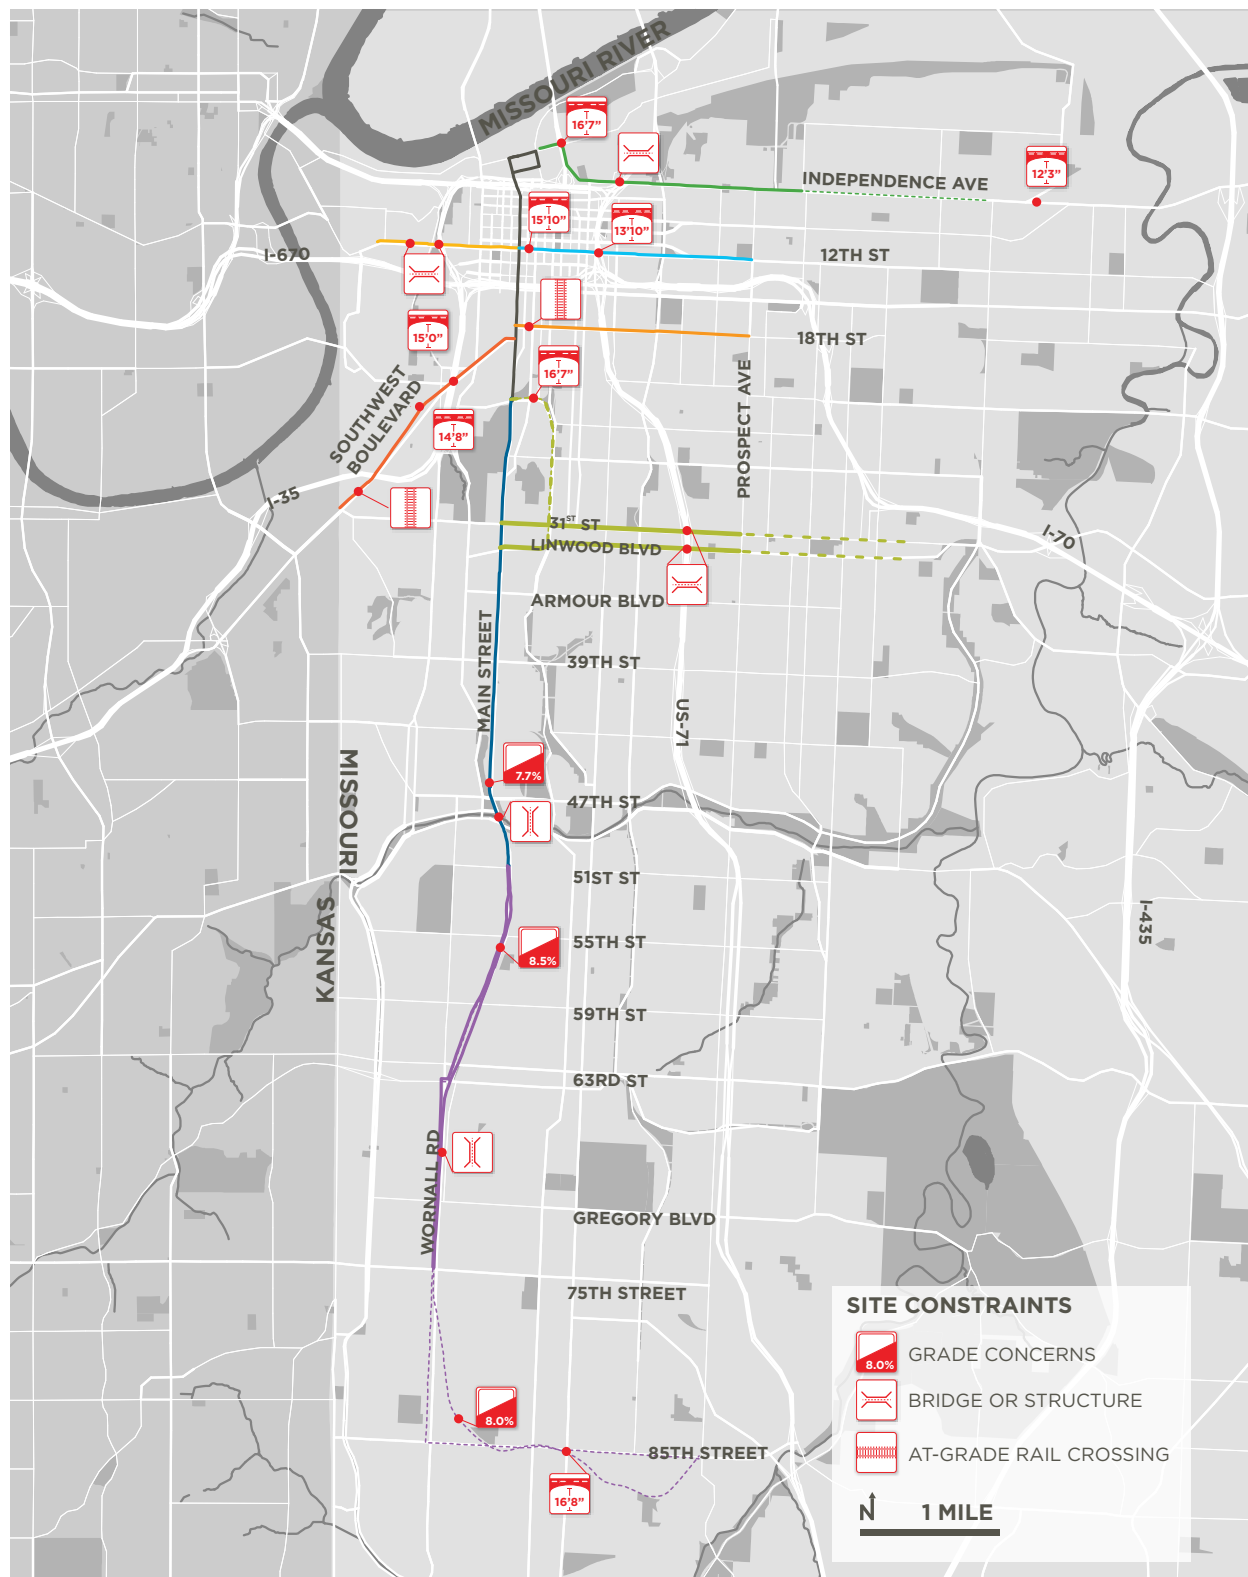 MISSOURI RIVER
16'7"
12'3"
INDEPENDENCE AVE
15'10"
13'10"
I-670
12TH ST
15'0"
18TH ST
16'7"
SOUTHWEST
BOULEVARD
PROSPECT AVE
14'8"
I-35
31ST ST
LINWOOD BLVD
I-70
ARMOUR BLVD
MAIN STREET
39TH ST
US-71
7.7%
MISSOURI
47TH ST
51ST ST
KANSAS
I-435
55TH ST
8.5%
59TH ST
63RD ST
WORNALL RD
GREGORY BLVD
75TH STREET
8.0%
85TH STREET
16'8"
SITE CONSTRAINTS
8.0%
GRADE CONCERNS
BRIDGE OR STRUCTURE
AT-GRADE RAIL CROSSING
N
1 MILE